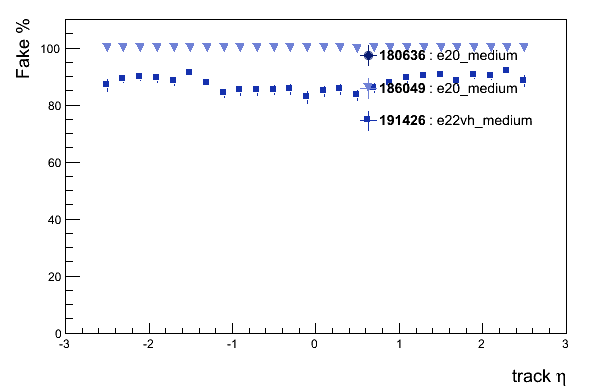 Fake %
100
180636 : e20_medium
186049 : e20_medium
80
191426 : e22vh_medium
60
40
20
0
-3 -2 -1 0 1 2 3
track η